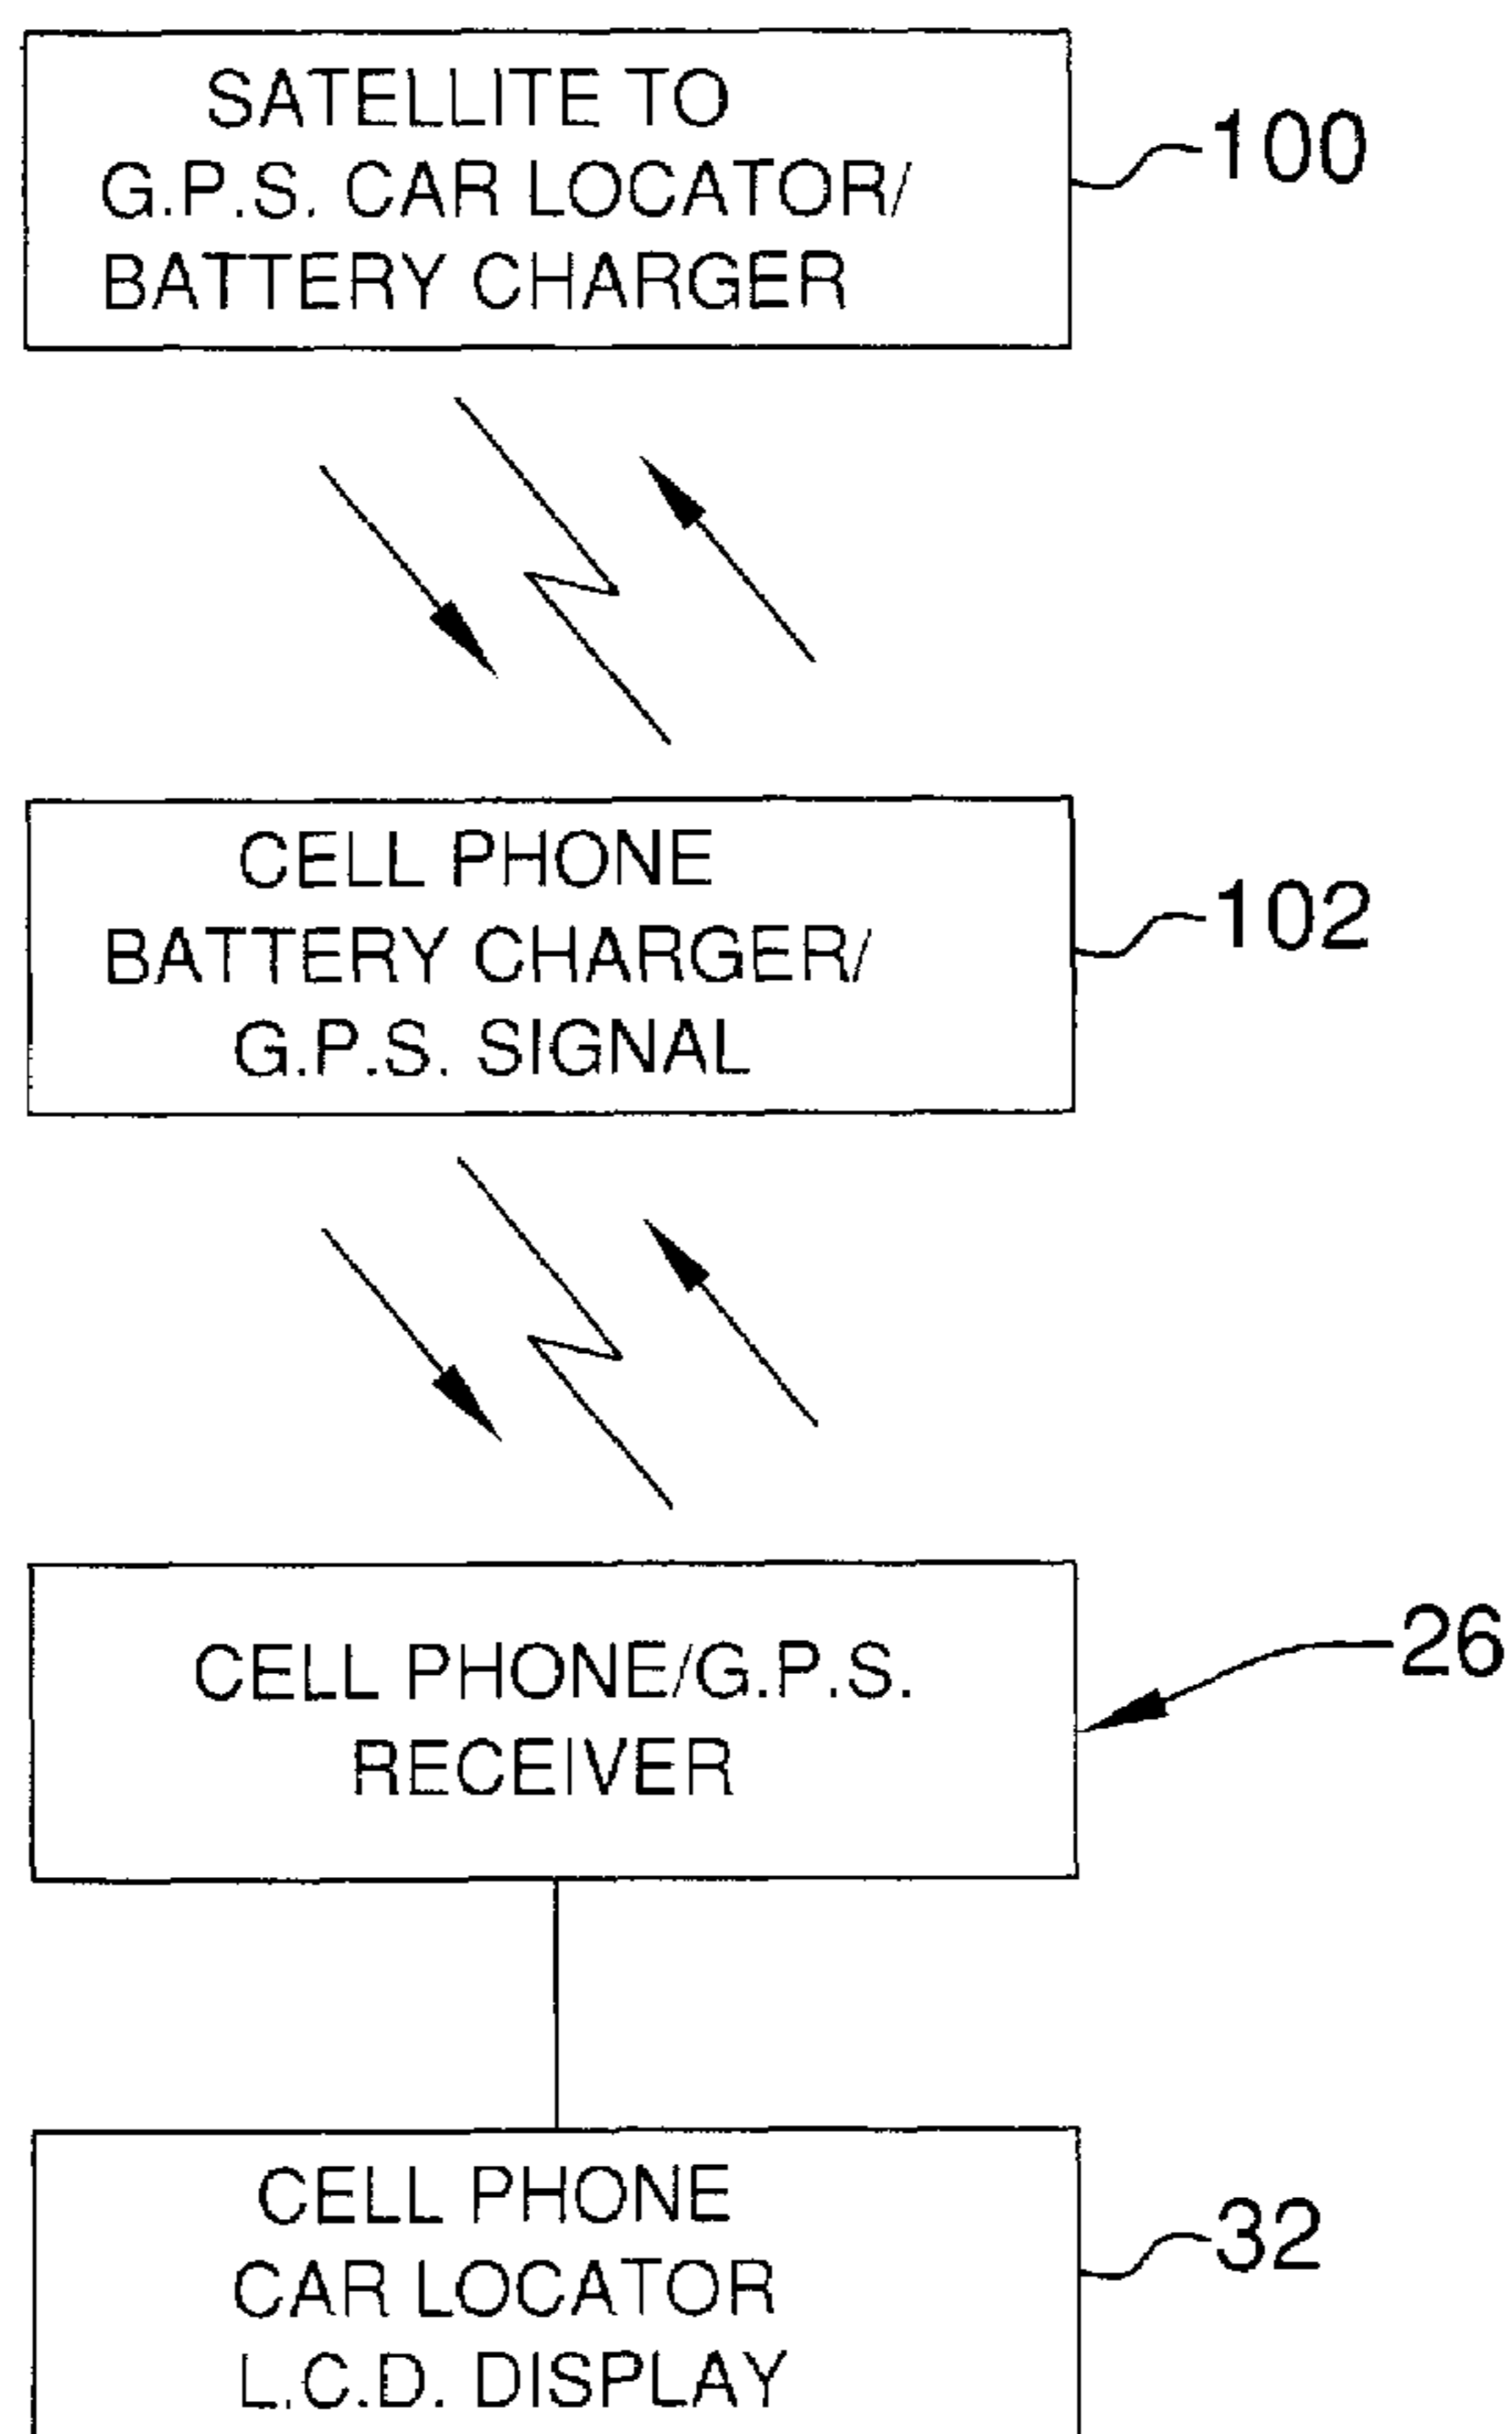 SATELLITE TO
G.P.S. CAR LOCATOR/
BATTERY CHARGER
100
CELL PHONE
BATTERY CHARGER/
G.P.S. SIGNAL
102
CELL PHONE/G.P.S.
RECEIVER
26
CELL PHONE
CAR LOCATOR
L.C.D. DISPLAY
32